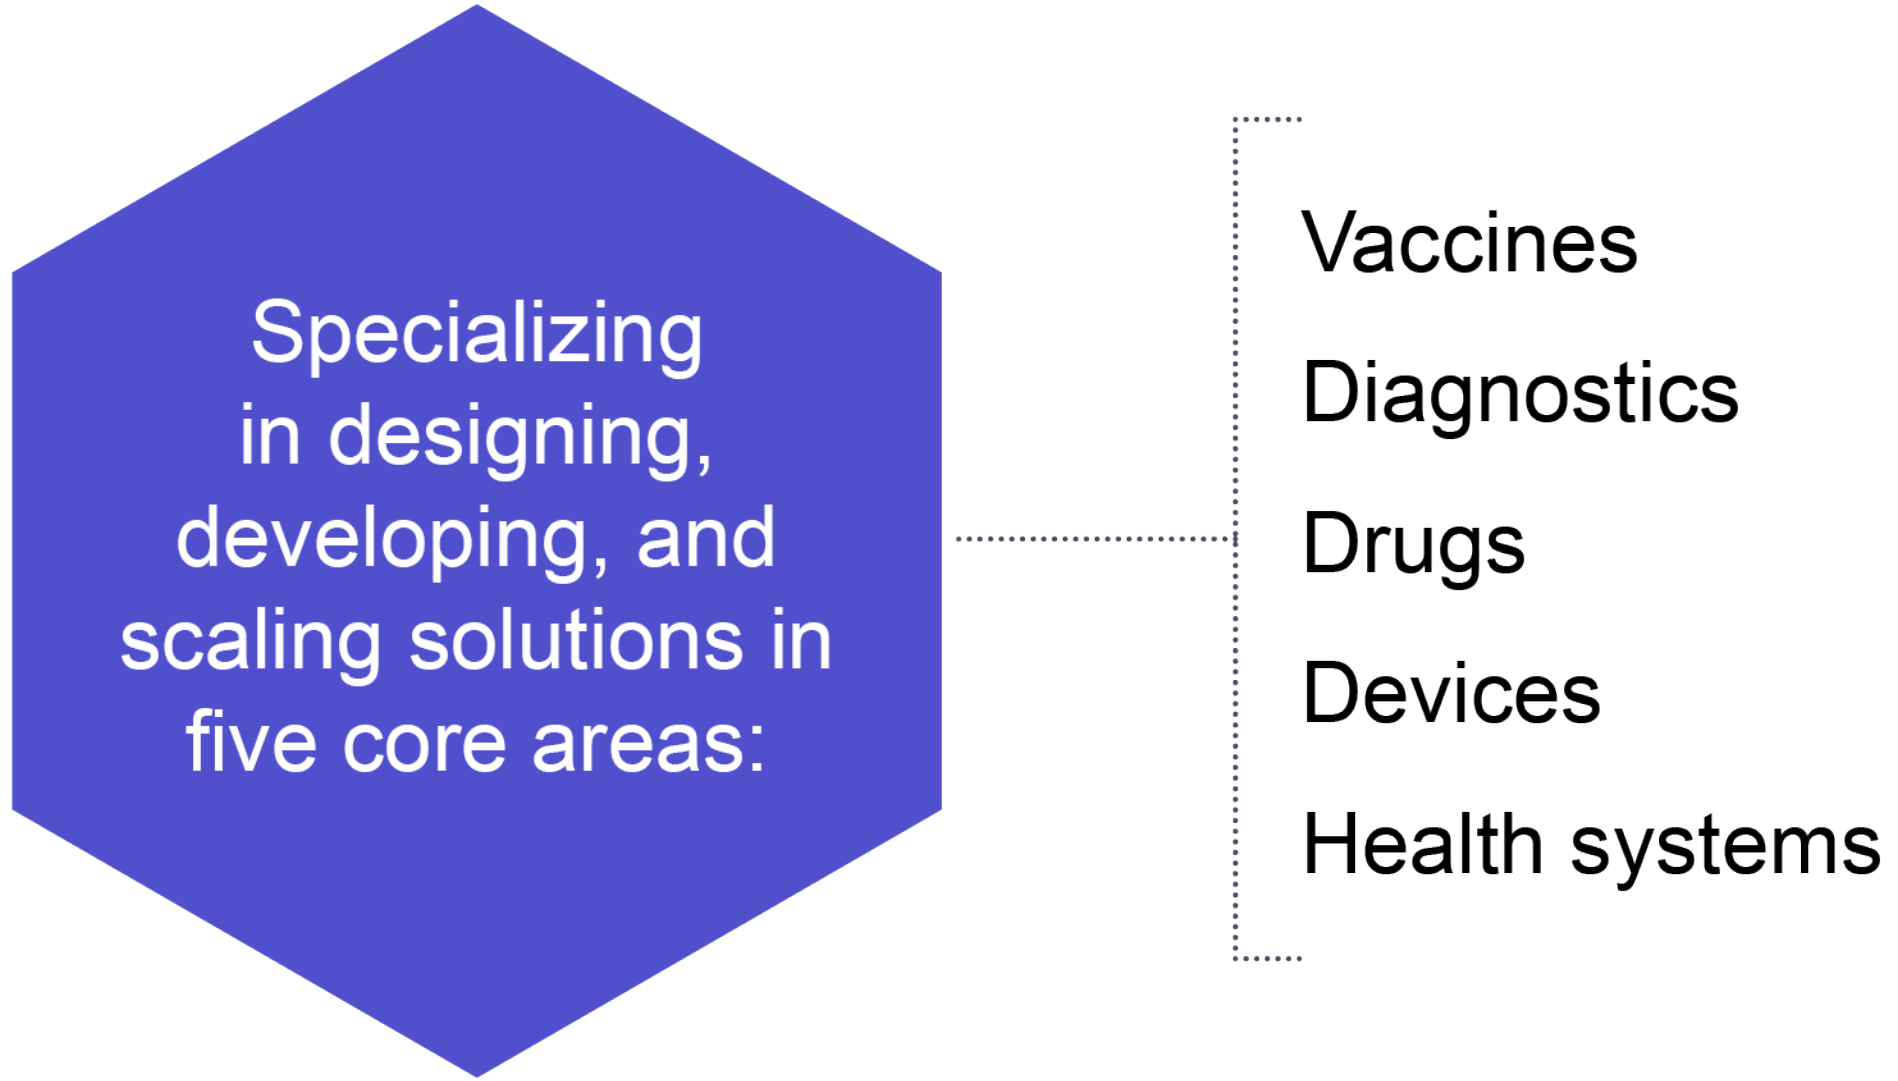 Specializing
in designing,
developing, and
scaling solutions in
five core areas:
Vaccines
Diagnostics
Drugs
Devices
Health systems